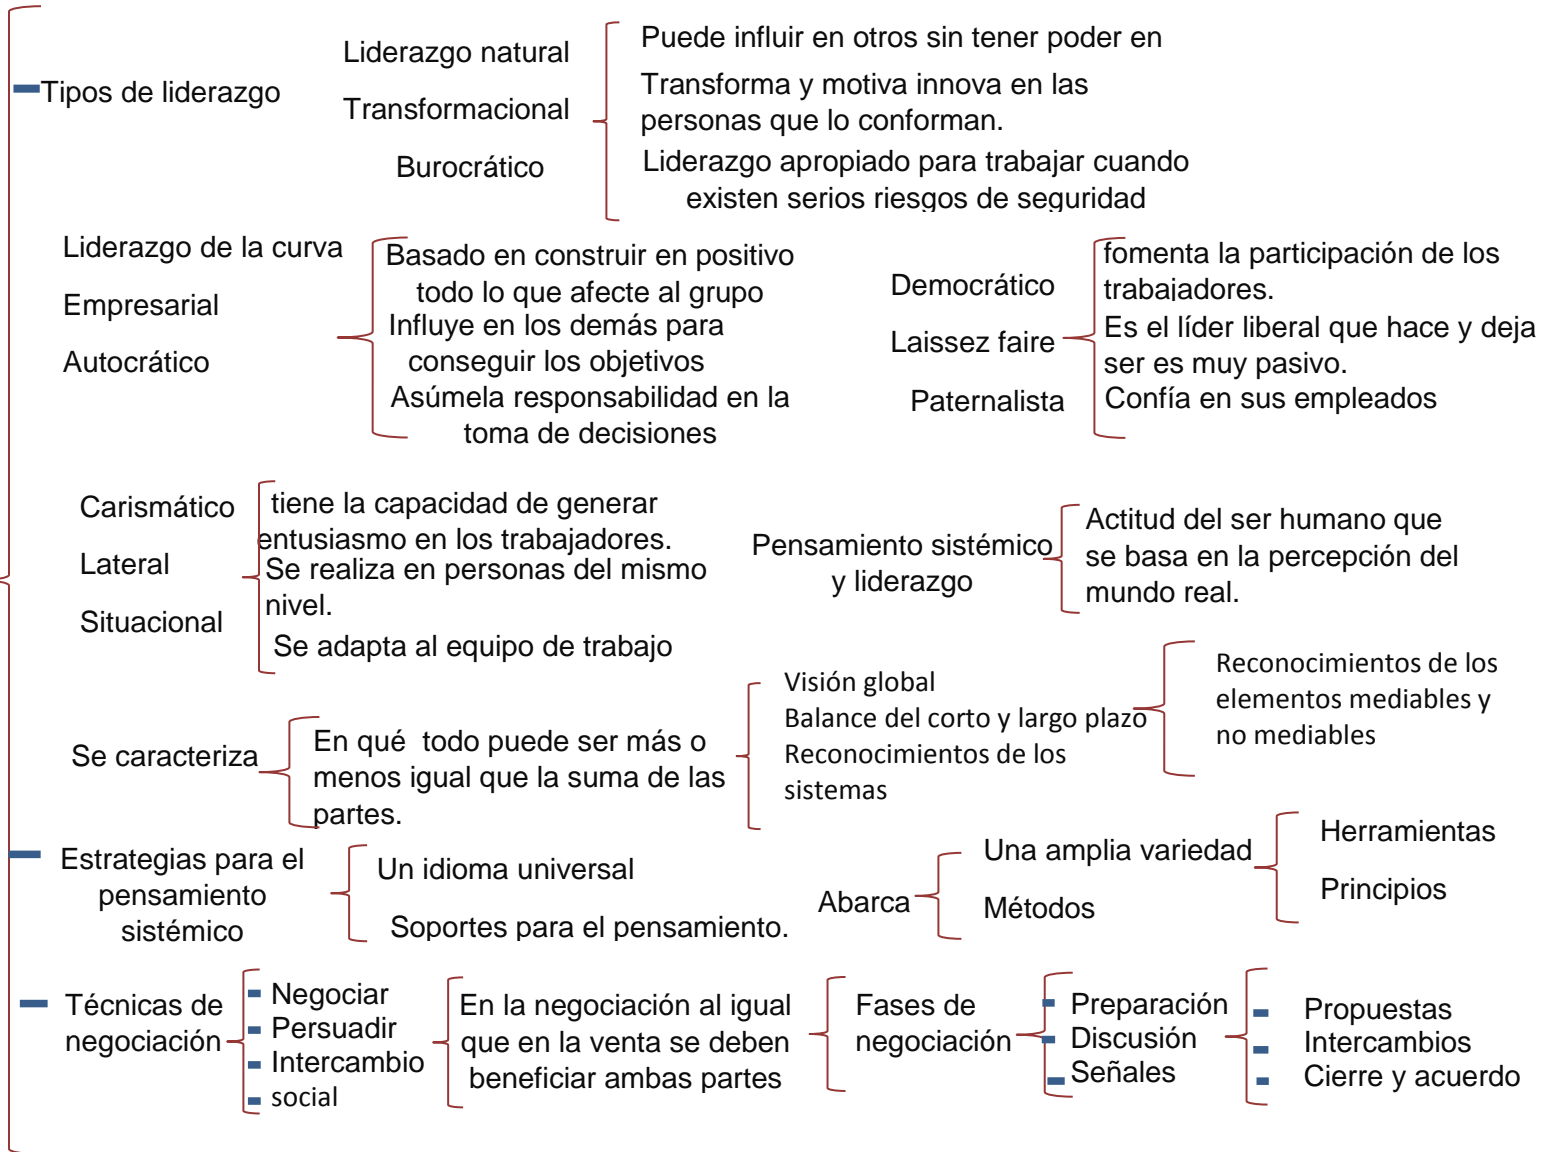 Tipos de liderazgo
Liderazgo natural
Transformacional
Burocrático
Puede influir en otros sin tener poder en
Transforma y motiva innova en las
personas que lo conforman.
Liderazgo apropiado para trabajar cuando
existen serios riesgos de seguridad
Liderazgo de la curva
Empresarial
Autocrático
Basado en construir en positivo
todo lo que afecte al grupo
Influye en los demás para
conseguir los objetivos
Asúmela responsabilidad en la
toma de decisiones
Democrático
Laissez faire
Paternalista
fomenta la participación de los
trabajadores.
Es el líder liberal que hace y deja
ser es muy pasivo.
Confía en sus empleados
Carismático
Lateral
Situacional
tiene la capacidad de generar
entusiasmo en los trabajadores.
Se realiza en personas del mismo
nivel.
Se adapta al equipo de trabajo
Pensamiento sistémico
y liderazgo
Actitud del ser humano que
se basa en la percepción del
mundo real.
Se caracteriza
En qué  todo puede ser más o
menos igual que la suma de las
partes.
Visión global
Balance del corto y largo plazo
Reconocimientos de los
sistemas
Reconocimientos de los
elementos mediables y
no mediables
Estrategias para el
pensamiento
sistémico
Un idioma universal
Soportes para el pensamiento.
Abarca
Una amplia variedad
Métodos
Herramientas
Principios
Técnicas de
negociación
Negociar
Persuadir
Intercambio
social
En la negociación al igual
que en la venta se deben
beneficiar ambas partes
Fases de
negociación
Preparación
Discusión
Señales
Propuestas
Intercambios
Cierre y acuerdo